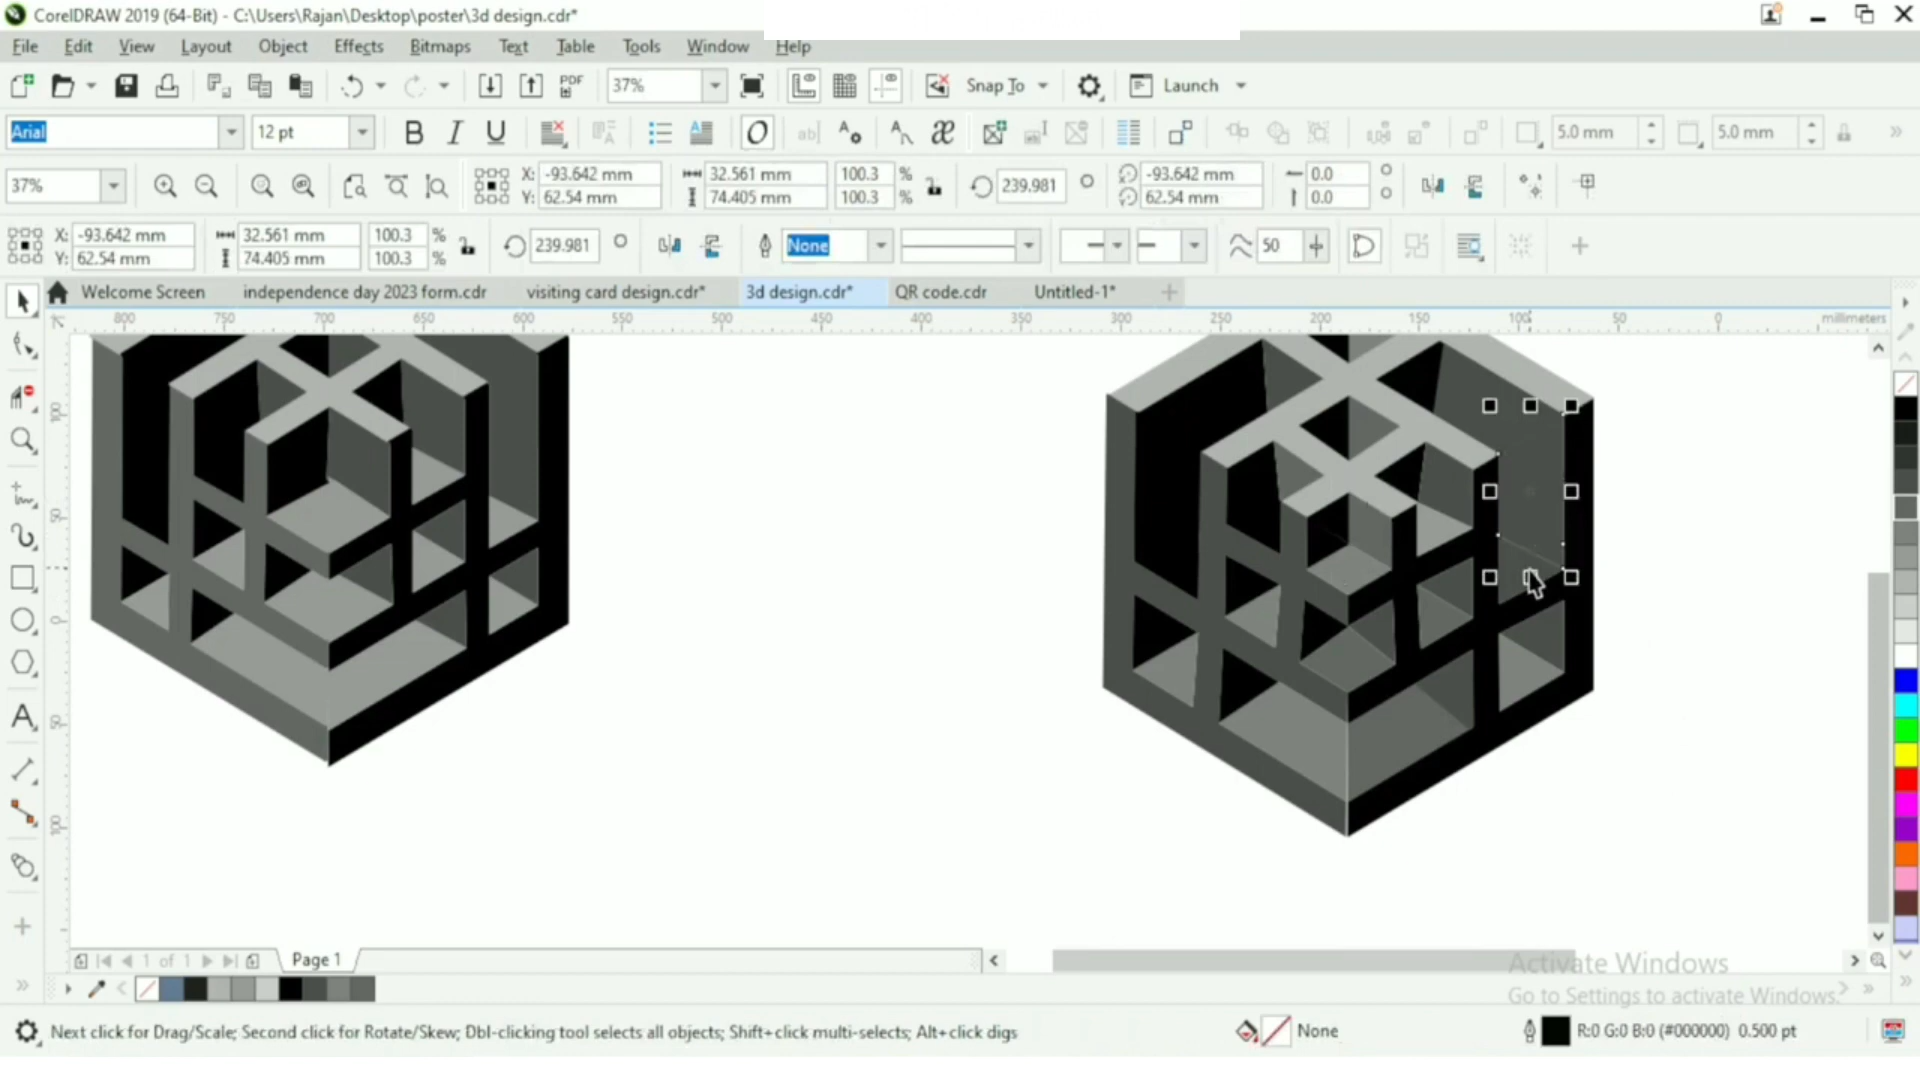 CorelDRAW 2019 (64-Bit) - C:\Users\Rajan\Desktop\poster\3d design.cdr*
File Edit View Layout Object Effects Bitmaps Text Table Tools Window Help
PDF 37% Snap To Launch
Arial 12 pt B I U O ab| A A æ 5.0 mm 5.0 mm
37% X: -93.642 mm 32.561 mm 100.3 % 239.981 -93.642 mm 0.0
Y: 62.54 mm 74.405 mm 100.3 % 62.54 mm 0.0
X: -93.642 mm 32.561 mm 100.3 % 239.981 None 50
Y: 62.54 mm 74.405 mm 100.3 %
Welcome Screen independence day 2023 form.cdr visiting card design.cdr* 3d design.cdr* QR code.cdr Untitled-1*
800 750 700 650 600 550 500 450 400 350 300 250 200 150 100 50 0 millimeters
100
50
0
50
100
1 of 1 Page 1
Activate Windows
Go to Settings to activate Windows.
Next click for Drag/Scale; Second click for Rotate/Skew; Dbl-clicking tool selects all objects; Shift+click multi-selects; Alt+click digs None R:0 G:0 B:0 (#000000) 0.500 pt